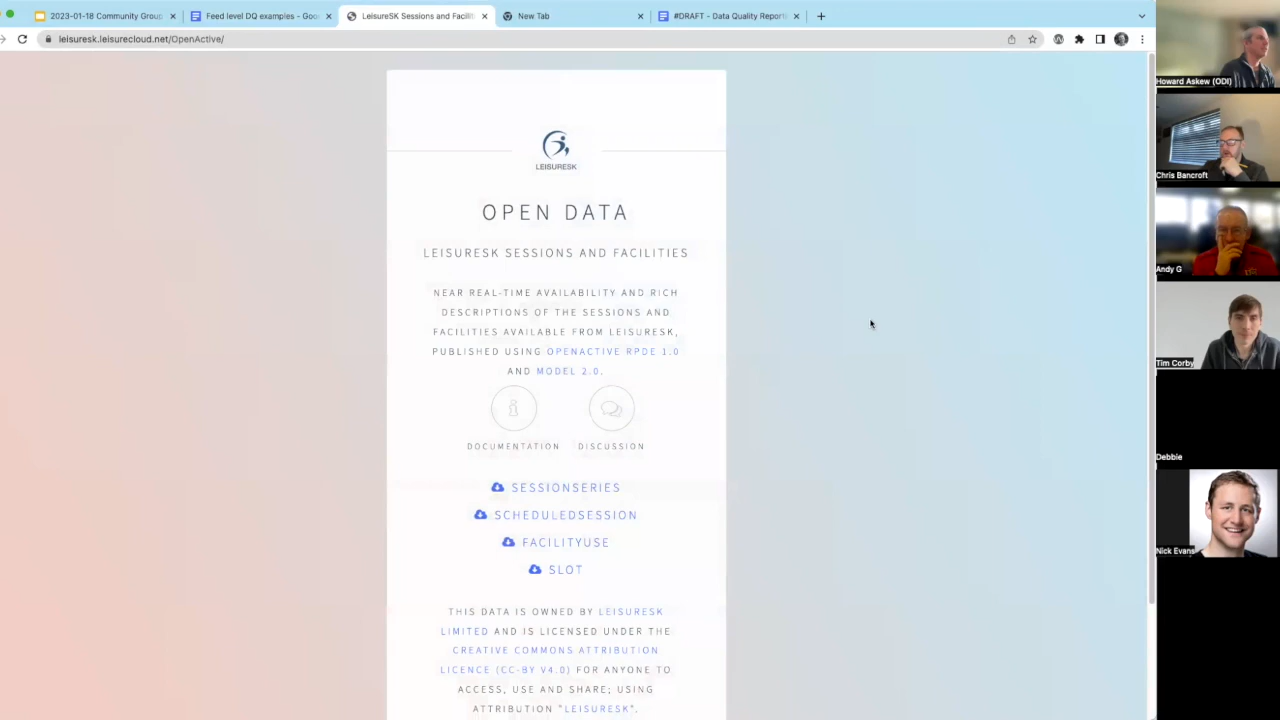 2023-01-18 Community Group
Feed level DQ examples - Goo
LeisureSK Sessions and Facilit
New Tab
#DRAFT - Data Quality Reporti
leisuresk.leisurecloud.net/OpenActive/
LEISURESK
OPEN DATA
LEISURESK SESSIONS AND FACILITIES
NEAR REAL-TIME AVAILABILITY AND RICH
DESCRIPTIONS OF THE SESSIONS AND
FACILITIES AVAILABLE FROM LEISURESK,
PUBLISHED USING OPENACTIVE RPDE 1.0
AND MODEL 2.0.
DOCUMENTATION DISCUSSION
SESSIONSERIES
SCHEDULEDSESSION
FACILITYUSE
SLOT
THIS DATA IS OWNED BY LEISURESK
LIMITED AND IS LICENSED UNDER THE
CREATIVE COMMONS ATTRIBUTION
LICENCE (CC-BY V4.0) FOR ANYONE TO
ACCESS, USE AND SHARE; USING
ATTRIBUTION "LEISURESK".
Howard Askew (ODI)
Chris Bancroft
Andy G
Tim Corby
Debbie
Nick Evans